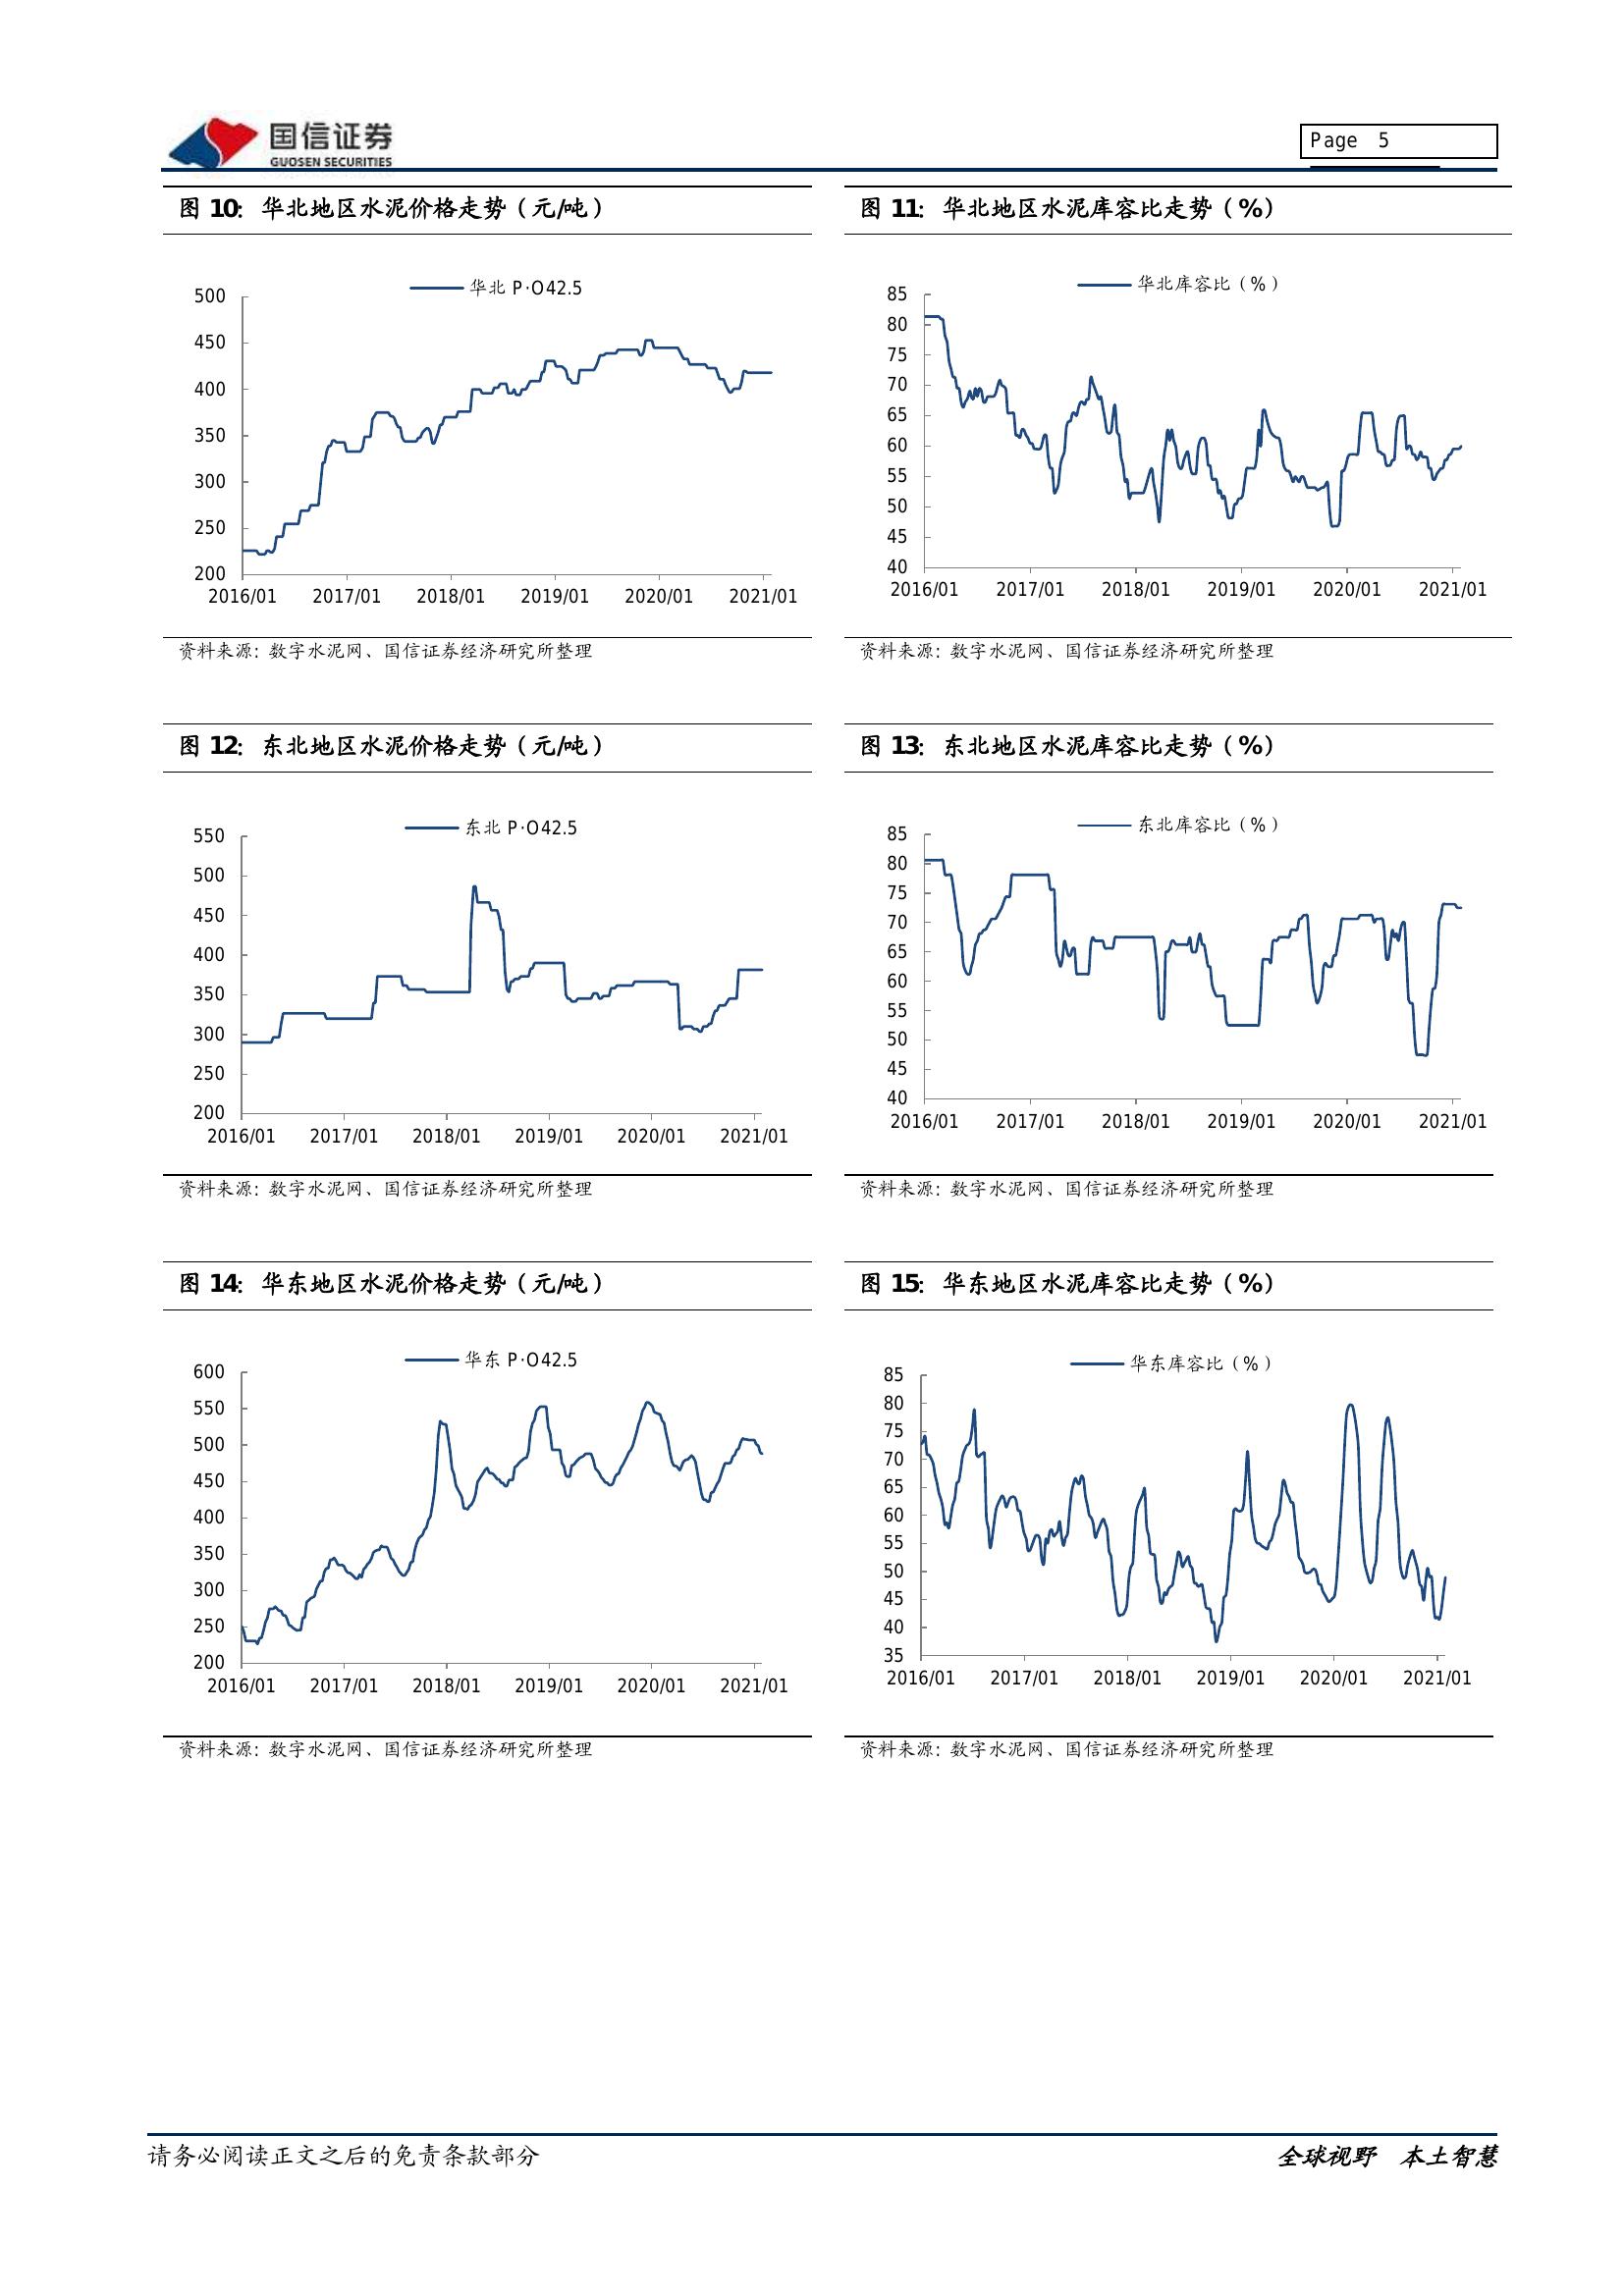 国信证券
GUOSEN SECURITIES
Page 5
图 10: 华北地区水泥价格走势（元/吨）
华北 P·O42.5
500
450
400
350
300
250
200
2016/01 2017/01 2018/01 2019/01 2020/01 2021/01
资料来源: 数字水泥网、国信证券经济研究所整理
图 11: 华北地区水泥库容比走势（%）
华北库容比（%）
85
80
75
70
65
60
55
50
45
40
2016/01 2017/01 2018/01 2019/01 2020/01 2021/01
资料来源: 数字水泥网、国信证券经济研究所整理
图 12: 东北地区水泥价格走势（元/吨）
东北 P·O42.5
550
500
450
400
350
300
250
200
2016/01 2017/01 2018/01 2019/01 2020/01 2021/01
资料来源: 数字水泥网、国信证券经济研究所整理
图 13: 东北地区水泥库容比走势（%）
东北库容比（%）
85
80
75
70
65
60
55
50
45
40
2016/01 2017/01 2018/01 2019/01 2020/01 2021/01
资料来源: 数字水泥网、国信证券经济研究所整理
图 14: 华东地区水泥价格走势（元/吨）
华东 P·O42.5
600
550
500
450
400
350
300
250
200
2016/01 2017/01 2018/01 2019/01 2020/01 2021/01
资料来源: 数字水泥网、国信证券经济研究所整理
图 15: 华东地区水泥库容比走势（%）
华东库容比（%）
85
80
75
70
65
60
55
50
45
40
35
2016/01 2017/01 2018/01 2019/01 2020/01 2021/01
资料来源: 数字水泥网、国信证券经济研究所整理
请务必阅读正文之后的免责条款部分
全球视野 本土智慧